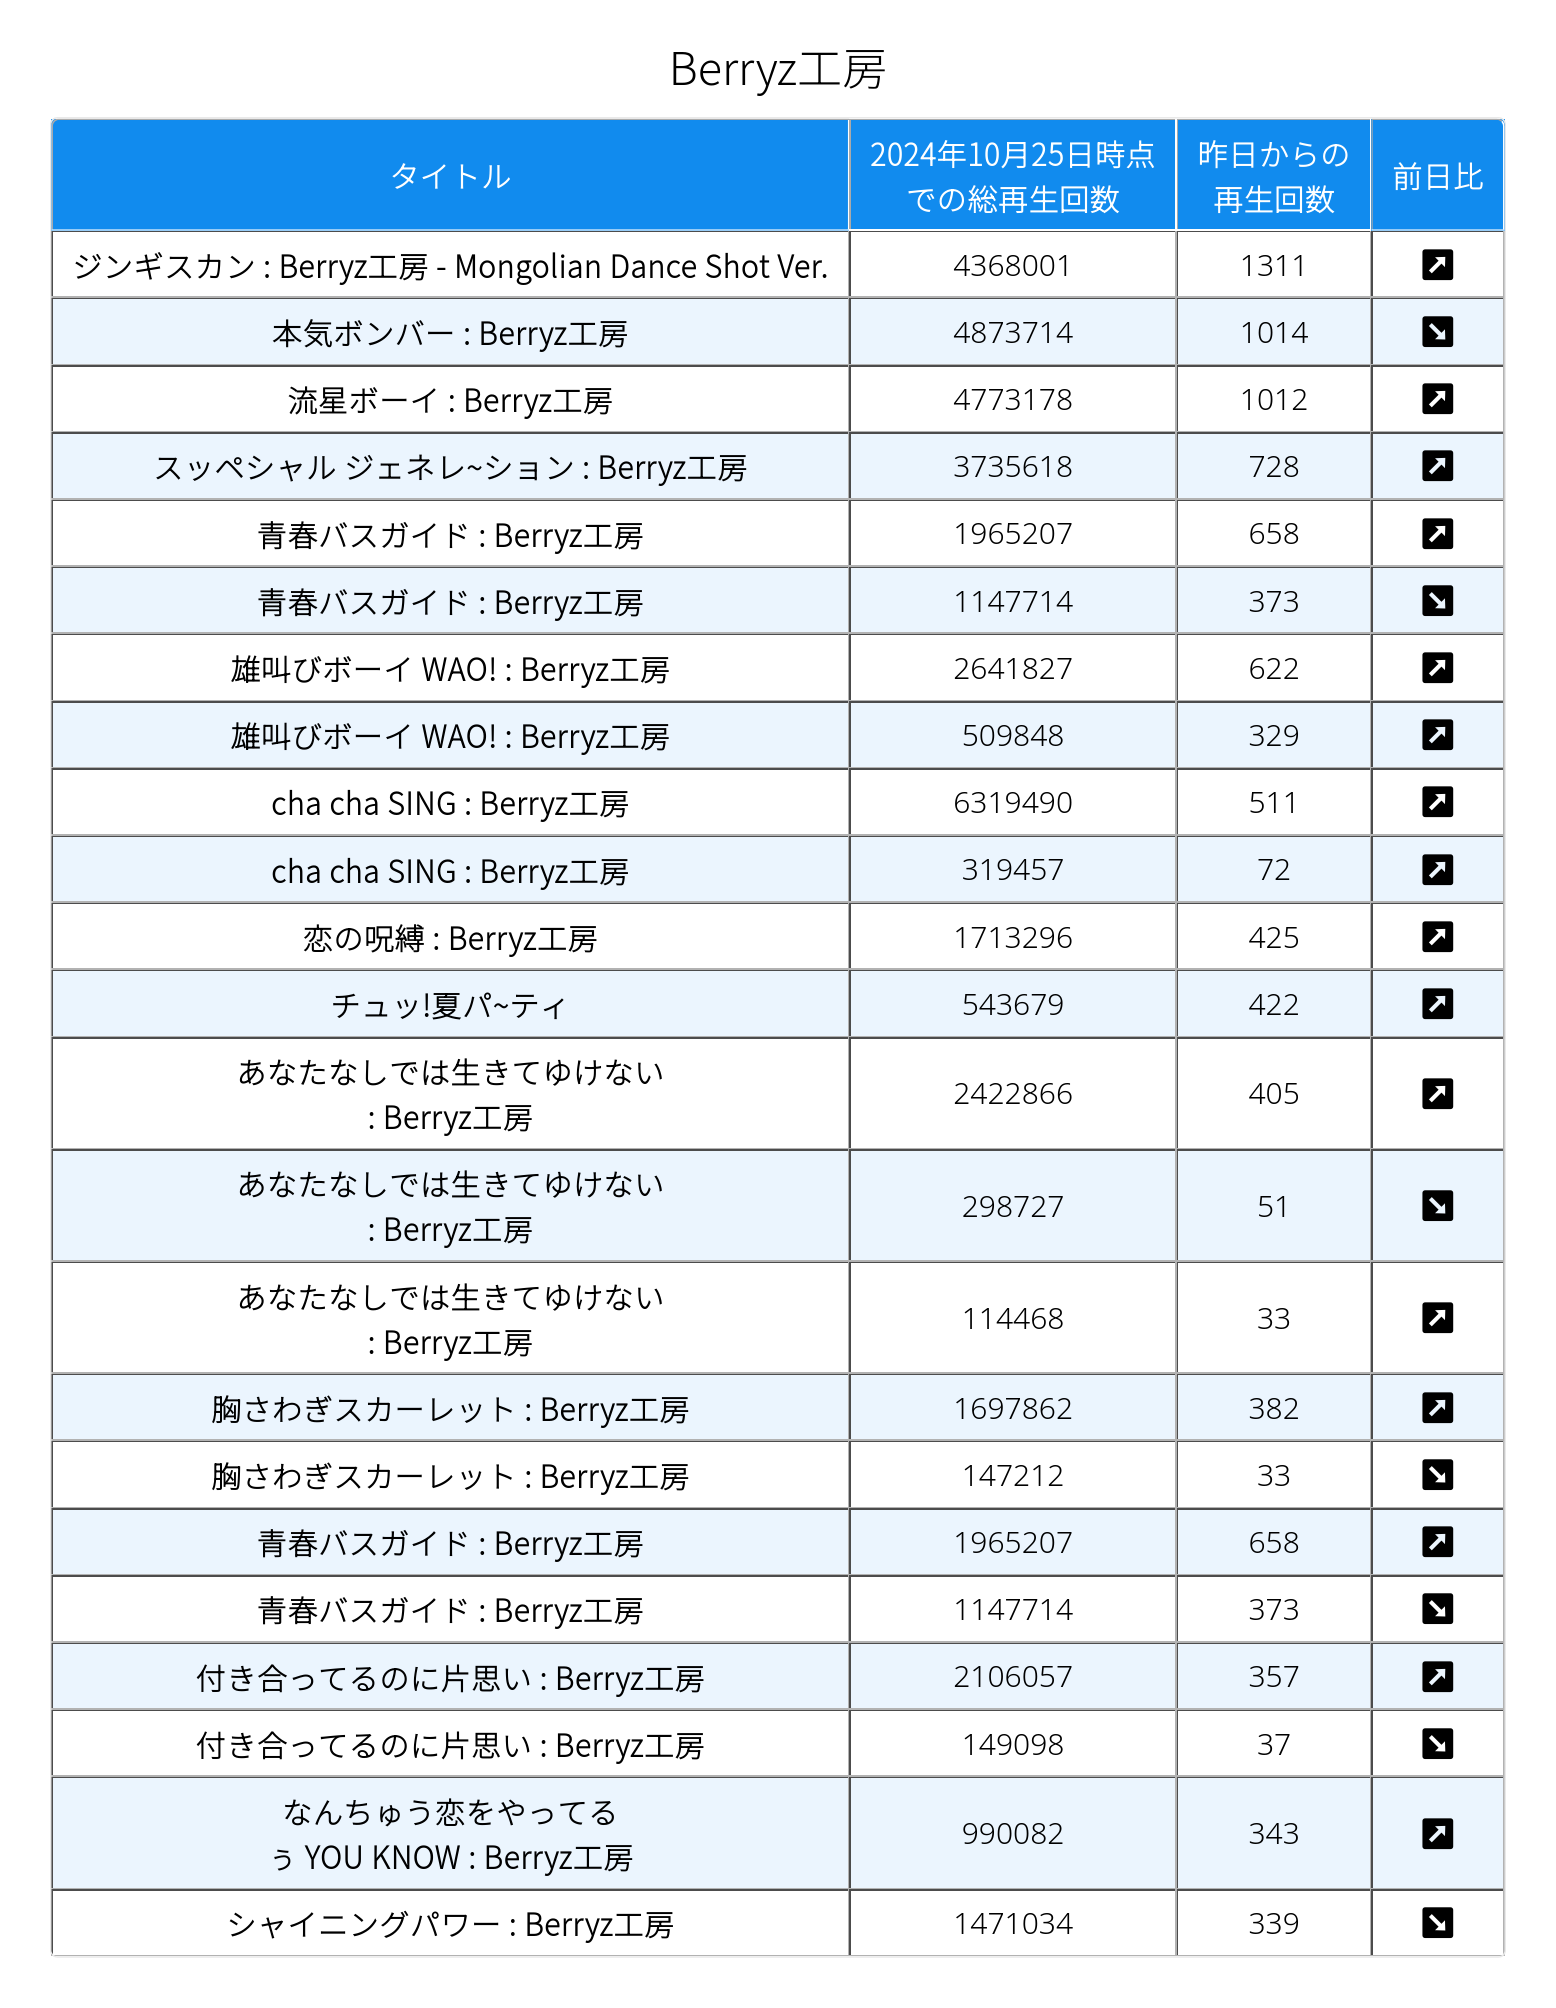 Berryz工房
タイトル
2024年10月25日時点
での総再生回数
昨日からの
再生回数
前日比
ジンギスカン : Berryz工房 - Mongolian Dance Shot Ver. 4368001 1311
本気ボンバー : Berryz工房 4873714 1014
流星ボーイ : Berryz工房 4773178 1012
スッペシャル ジェネレ~ション : Berryz工房 3735618 728
青春バスガイド : Berryz工房 1965207 658
青春バスガイド : Berryz工房 1147714 373
雄叫びボーイ WAO! : Berryz工房 2641827 622
雄叫びボーイ WAO! : Berryz工房 509848 329
cha cha SING : Berryz工房 6319490 511
cha cha SING : Berryz工房 319457 72
恋の呪縛 : Berryz工房 1713296 425
チュッ!夏パ~ティ 543679 422
あなたなしでは生きてゆけない
: Berryz工房 2422866 405
あなたなしでは生きてゆけない
: Berryz工房 298727 51
あなたなしでは生きてゆけない
: Berryz工房 114468 33
胸さわぎスカーレット : Berryz工房 1697862 382
胸さわぎスカーレット : Berryz工房 147212 33
青春バスガイド : Berryz工房 1965207 658
青春バスガイド : Berryz工房 1147714 373
付き合ってるのに片思い : Berryz工房 2106057 357
付き合ってるのに片思い : Berryz工房 149098 37
なんちゅう恋をやってる
ぅ YOU KNOW : Berryz工房 990082 343
シャイニングパワー : Berryz工房 1471034 339